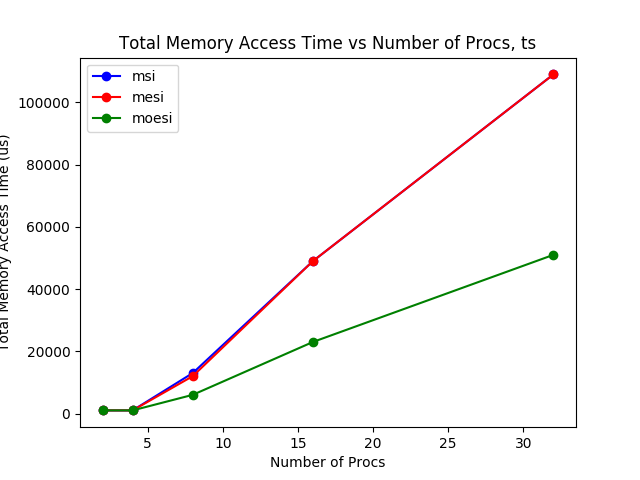 Total Memory Access Time vs Number of Procs, ts
msi
mesi
moesi
100000
80000
60000
40000
20000
0
Total Memory Access Time (us)
5 10 15 20 25 30
Number of Procs